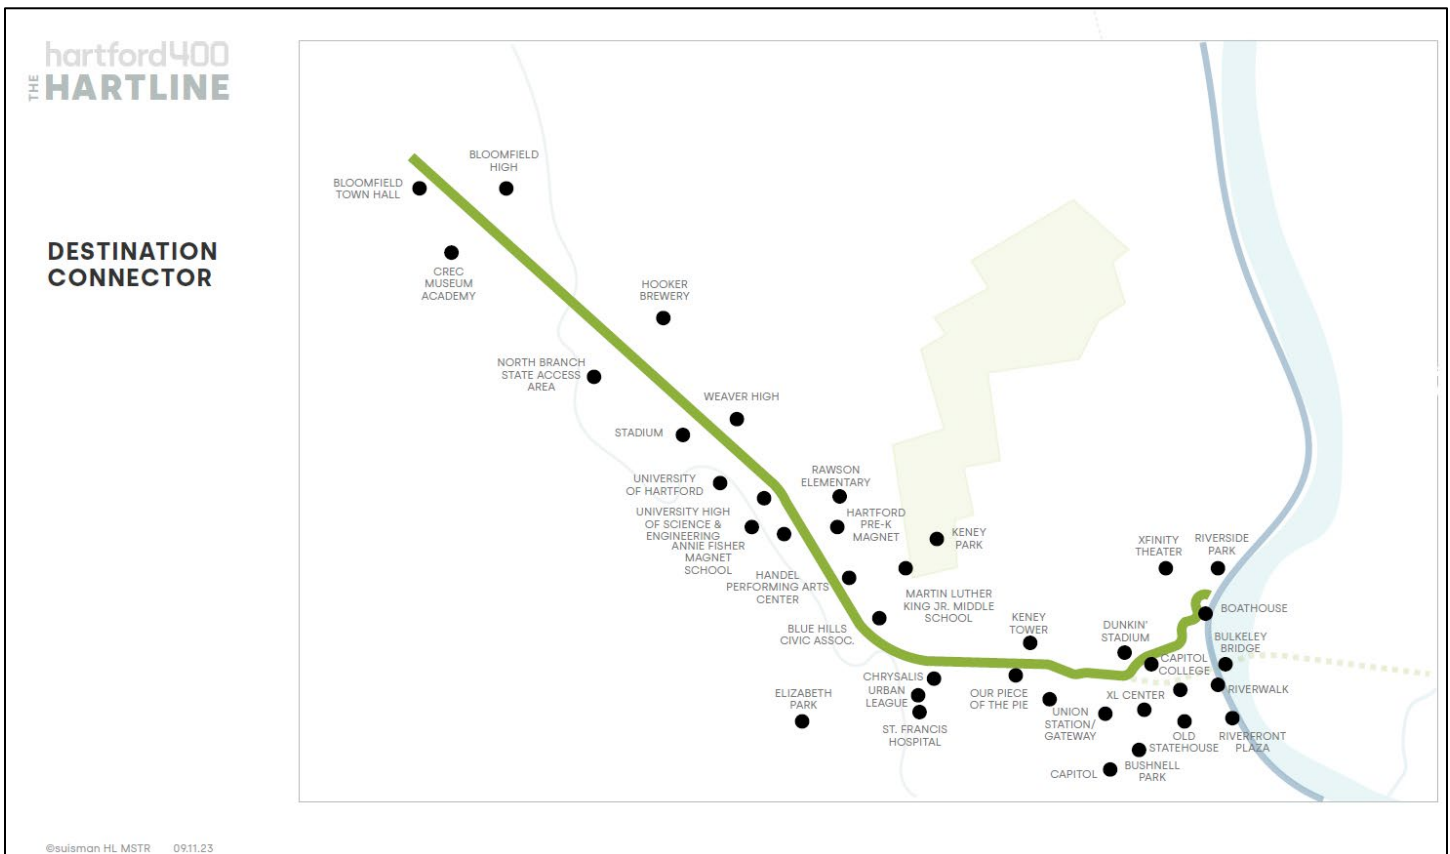 hartford400
THE
HARTLINE
DESTINATION
CONNECTOR
BLOOMFIELD
HIGH
BLOOMFIELD
TOWN HALL
CREC
MUSEUM
ACADEMY
HOOKER
BREWERY
NORTH BRANCH
STATE ACCESS
AREA
WEAVER HIGH
STADIUM
RAWSON
ELEMENTARY
UNIVERSITY
OF HARTFORD
UNIVERSITY HIGH
OF SCIENCE &
ENGINEERING
HARTFORD
PRE-K
MAGNET
KENEY
PARK
ANNIE FISHER
MAGNET
SCHOOL
XFINITY
THEATER
RIVERSIDE
PARK
HANDEL
PERFORMING ARTS
CENTER
MARTIN LUTHER
KING JR. MIDDLE
SCHOOL
BOATHOUSE
KENEY
TOWER
DUNKIN'
STADIUM
BLUE HILLS
CIVIC ASSOC.
BULKELEY
BRIDGE
CAPITOL
COLLEGE
CHRYSALIS
URBAN
LEAGUE
ELIZABETH
PARK
OUR PIECE
OF THE PIE
XL CENTER
RIVERWALK
UNION
STATION/
GATEWAY
ST. FRANCIS
HOSPITAL
OLD
STATEHOUSE
RIVERFRONT
PLAZA
CAPITOL
BUSHNELL
PARK
©suisman HL MSTR 09.11.23